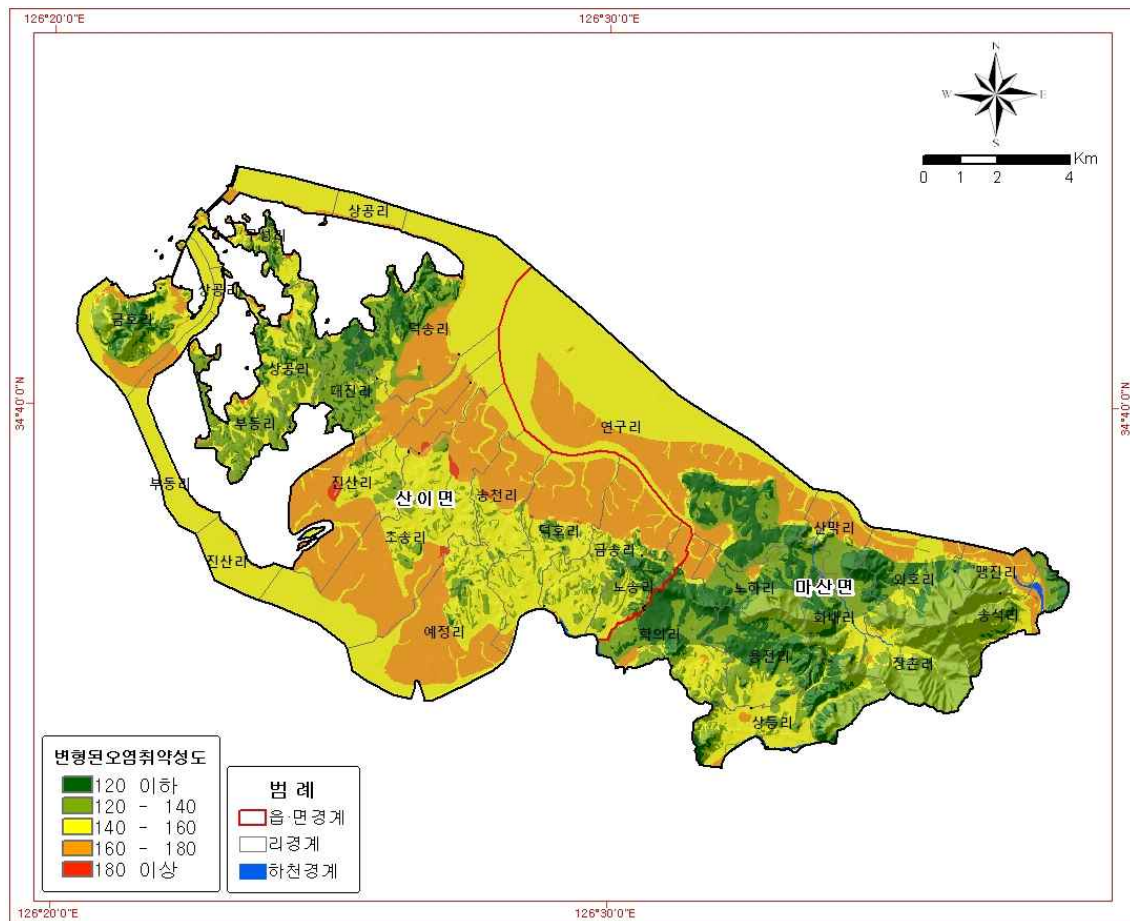 126°20'0"E
126°30'0"E
N
W
E
S
Km
0 1 2 4
상공리
상공리
금호리
덕송리
상공리
대진리
34°40'0"N
34°40'0"N
부동리
연구리
부동리
진산리
산이면
송천리
초송리
덕호리
금송리
산막리
진산리
노송리
노하리
마산면
외호리
맹진리
화내리
송석리
예정리
학의리
용전리
장촌리
상등리
변형된오염취약성도
120 이하
120 - 140
140 - 160
160 - 180
180 이상
범 례
읍·면경계
리경계
하천경계
126°20'0"E
126°30'0"E